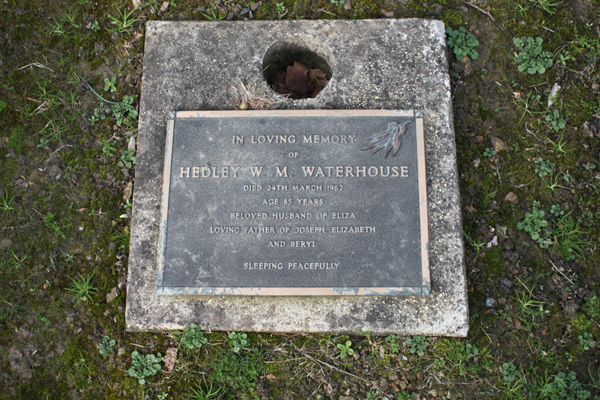 IN LOVING MEMORY
- OF -
HEDLEY W. M. WATERHOUSE
DIED 24TH MARCH 1962
AGE 85 YEARS
BELOVED HUSBAND OF ELIZA
LOVING FATHER OF JOSEPH, ELIZABETH
AND BERYL
SLEEPING PEACEFULLY